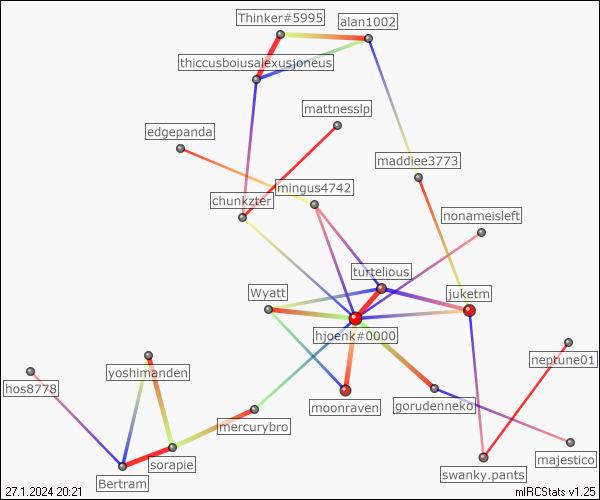 Thinker#5995
alan1002
thiccusboiusalexusjoneus
mattnesslp
edgepanda
maddiee3773
mingus4742
chunkzter
nonameisleft
turtelious
Wyatt
juketm
hjoenk#0000
neptune01
yoshimanden
hos8778
moonraven
gorudenneko
mercurybro
majestico
sorapie
swanky.pants
Bertram
27.1.2024 20:21
mIRCStats v1.25